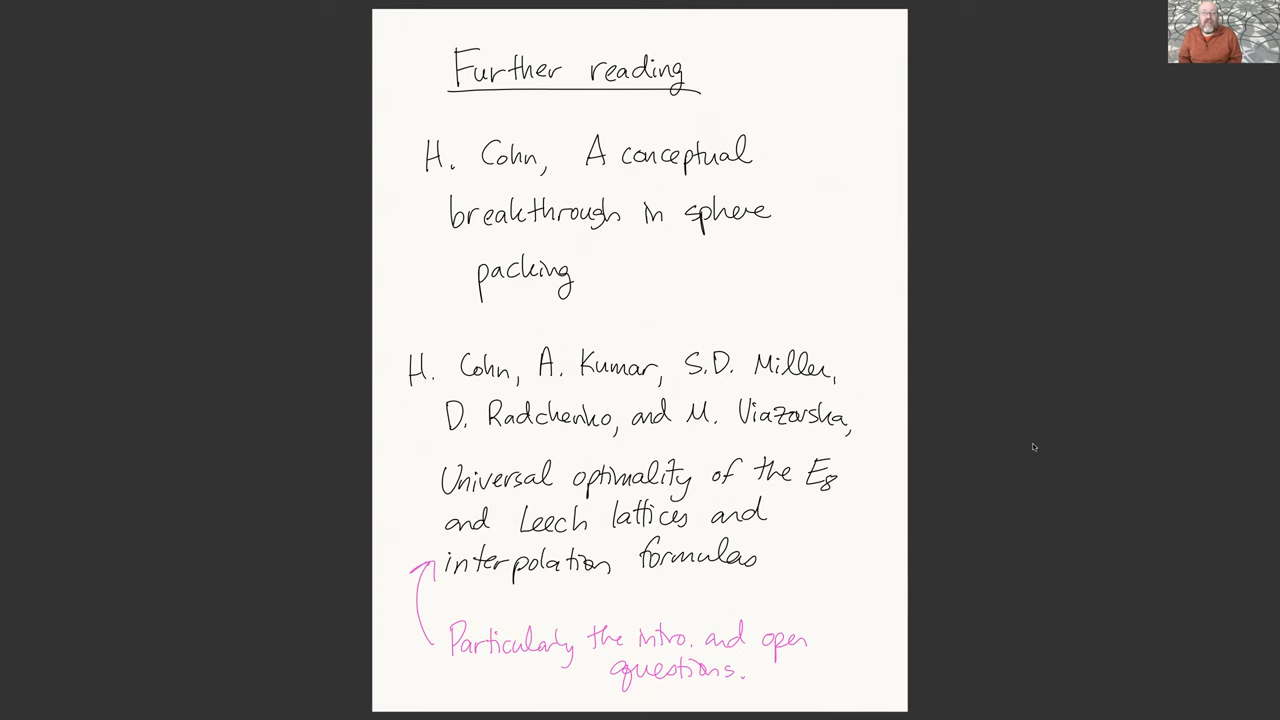 Further reading
H. Cohn, A conceptual
breakthrough in sphere
packing
H. Cohn, A. Kumar, S.D. Miller,
D. Radchenko, and M. Viazovska,
Universal optimality of the E8
and Leech lattices and
interpolation formulas
Particularly the intro. and open
questions.